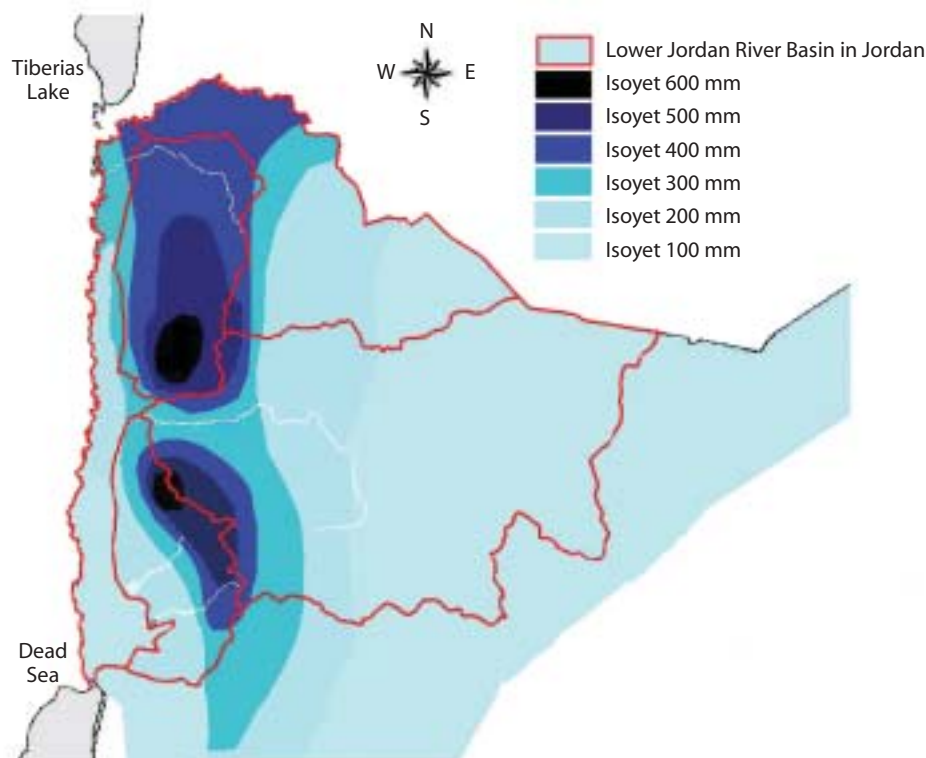 Tiberias
Lake
N
W
E
S
Lower Jordan River Basin in Jordan
Isoyet 600 mm
Isoyet 500 mm
Isoyet 400 mm
Isoyet 300 mm
Isoyet 200 mm
Isoyet 100 mm
Dead
Sea